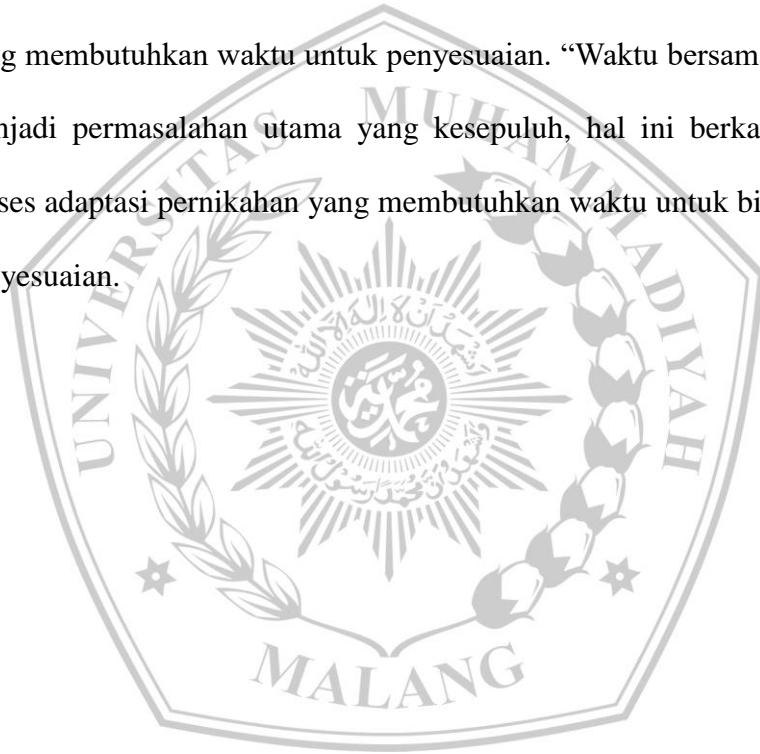 g membutuhkan waktu untuk penyesuaian. “Waktu bersam
njadi permasalahan utama yang kesepuluh, hal ini berka
ses adaptasi pernikahan yang membutuhkan waktu untuk bi
yesuaian.
UNIVERSITAS MUHAMMADIYAH
MALANG